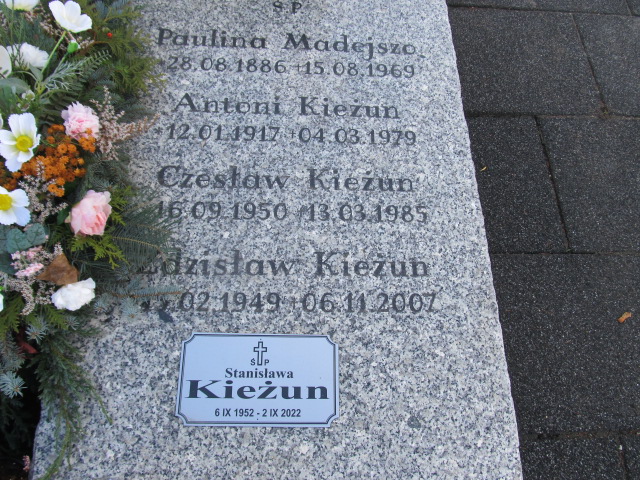 Ś P
Paulina Madejszo.
*28.08.1886 +15.08.1969
Antoni Kieżun
*12.01.1917 +04.03.1979
Czesław Kieżun
16.09.1950 +13.03.1985
Zdzisław Kieżun
.02.1949 +06.11.2007
Ś P
Stanisława
Kieżun
6 IX 1952 - 2 IX 2022